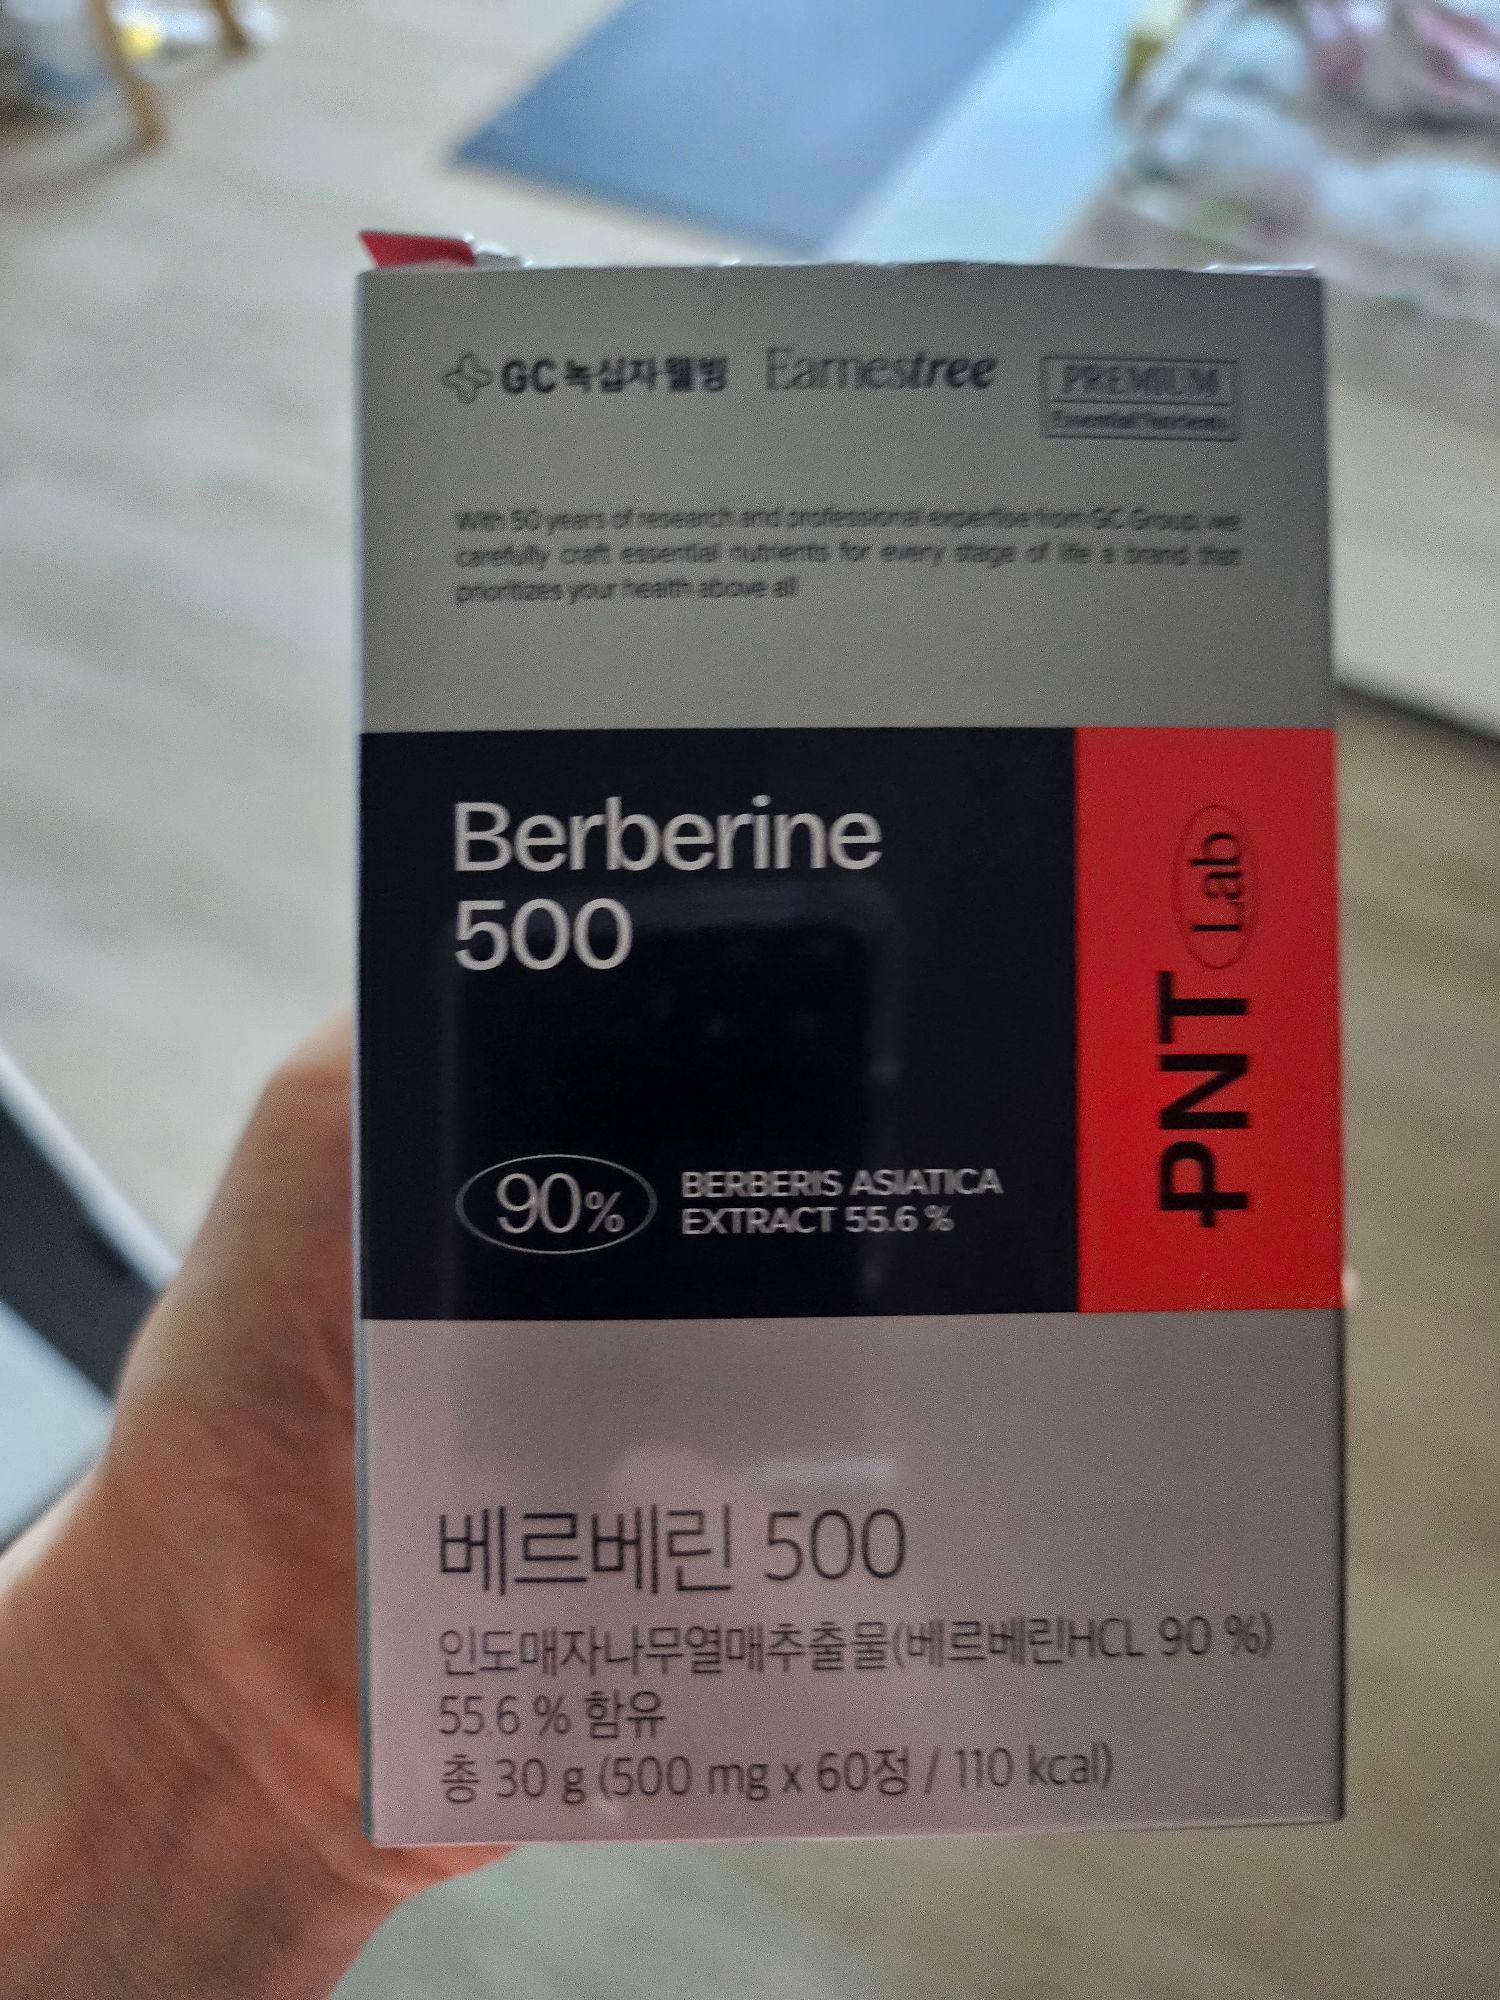 GC녹십자웰빙 Earnestree PREMIUM
Essential Nutrients
With 50 years of research and professional expertise from GC Group, we
carefully craft essential nutrients for every stage of life a brand that
prioritizes your health above all
Berberine
500
90%
BERBERIS ASIATICA
EXTRACT 55.6 %
PNT Lab
베르베린 500
인도매자나무열매추출물(베르베린HCL 90 %)
55.6 % 함유
총 30 g (500 mg x 60정 / 110 kcal)